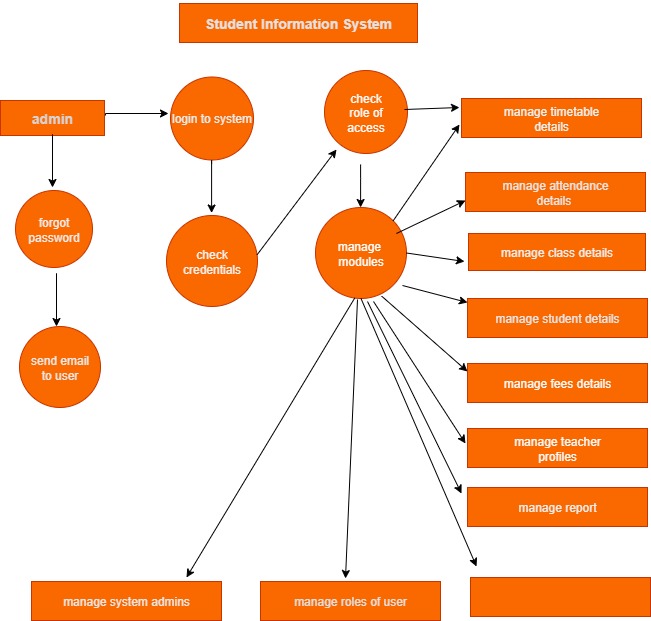 Student Information System
admin
login to system
check
role of
access
manage timetable
details
forgot
password
check
credentials
manage
modules
manage attendance
details
manage class details
manage student details
send email
to user
manage fees details
manage teacher
profiles
manage report
manage system admins
manage roles of user